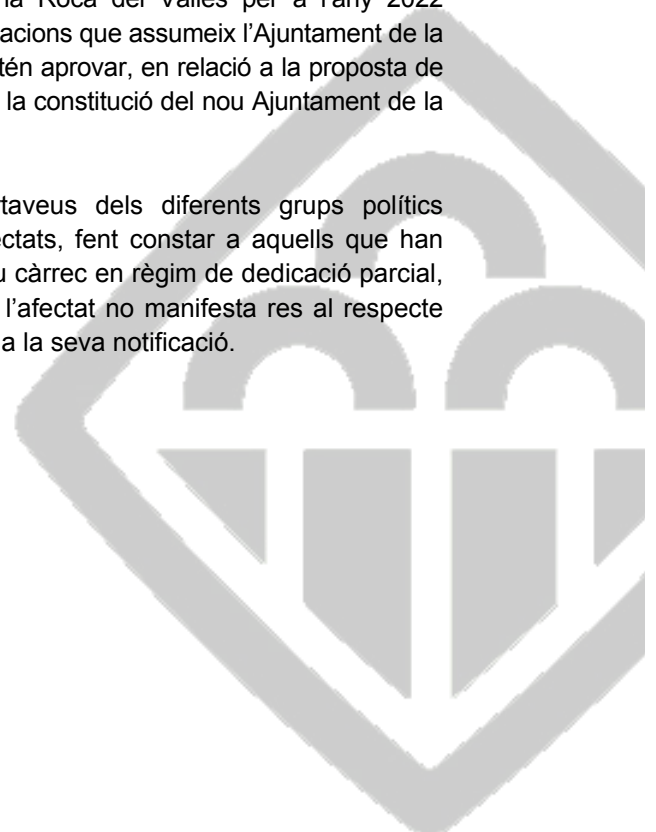 na Roca del Vallès per a l'any 2022
acions que assumeix l'Ajuntament de la
tén aprovar, en relació a la proposta de
la constitució del nou Ajuntament de la
taveus dels diferents grups polítics
ectats, fent constar a aquells que han
u càrrec en règim de dedicació parcial,
l'afectat no manifesta res al respecte
a la seva notificació.